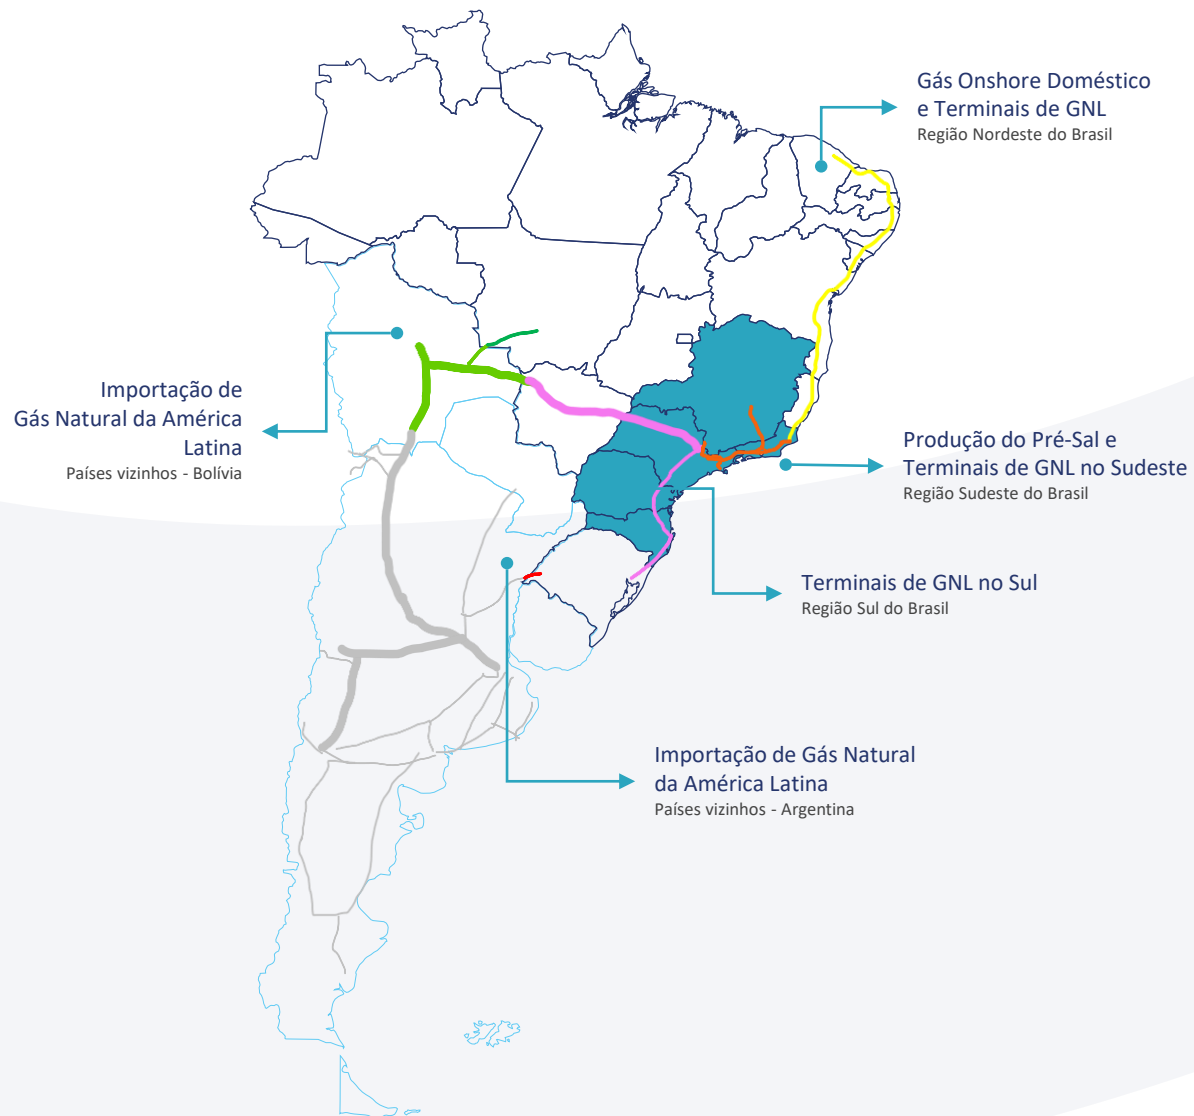 Gás Onshore Doméstico
e Terminais de GNL
Região Nordeste do Brasil
Importação de
Gás Natural da América
Latina
Países vizinhos - Bolívia
Produção do Pré-Sal e
Terminais de GNL no Sudeste
Região Sudeste do Brasil
Terminais de GNL no Sul
Região Sul do Brasil
Importação de Gás Natural
da América Latina
Países vizinhos - Argentina